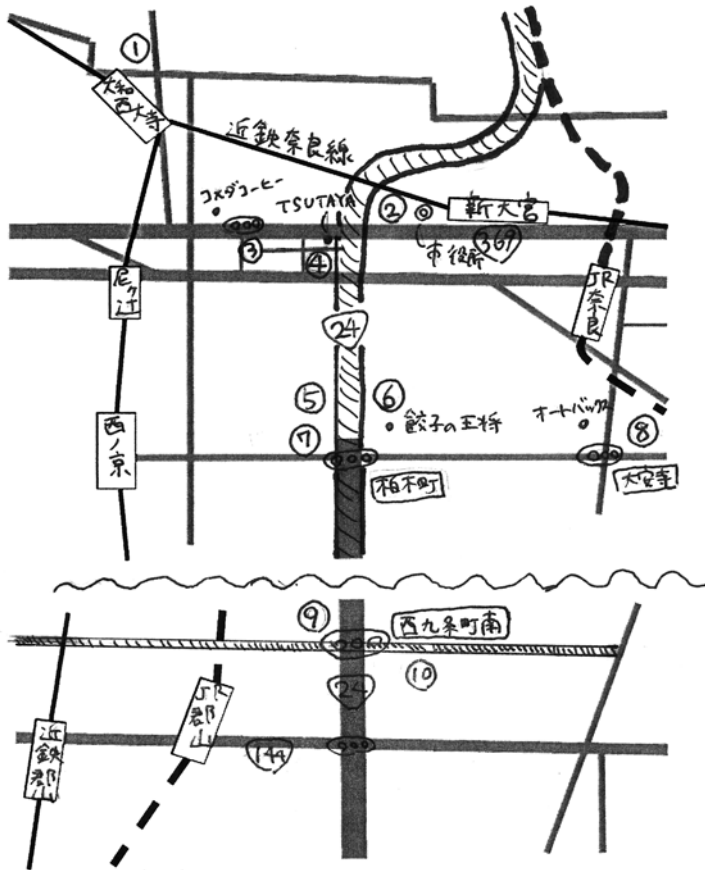 ①
大和
西大寺
近鉄奈良線
コメダコーヒー
TSUTAYA
②
新大宮
③
④
市役所
369
尼ヶ辻
JR奈良
24
⑤
⑥
餃子の王将
オートバックス
⑦
⑧
西ノ京
柏木町
大安寺
⑨
西九条町南
⑩
24
JR郡山
近鉄郡山
144